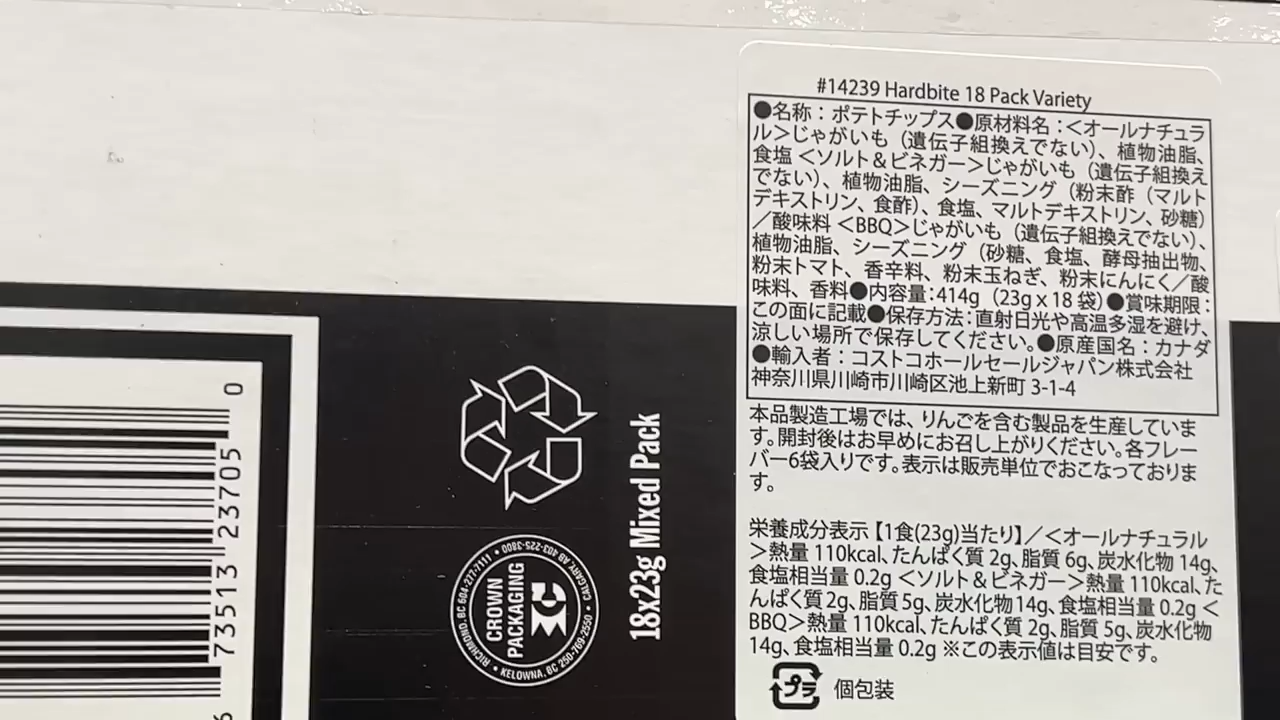 #14239 Hardbite 18 Pack Variety
●名称：ポテトチップス●原材料名：＜オールナチュラ
ル＞じゃがいも（遺伝子組換えでない）、植物油脂、
食塩＜ソルト＆ビネガー＞じゃがいも（遺伝子組換え
でない）、植物油脂、シーズニング（粉末酢（マルト
デキストリン、食酢）、食塩、マルトデキストリン、砂糖）
／酸味料＜BBQ＞じゃがいも（遺伝子組換えでない）、
植物油脂、シーズニング（砂糖、食塩、酵母抽出物、
粉末トマト、香辛料、粉末玉ねぎ、粉末にんにく／酸
味料、香料●内容量：414g（23g x 18 袋）●賞味期限：
この面に記載●保存方法：直射日光や高温多湿を避け、
涼しい場所で保存してください。●原産国名：カナダ
●輸入者：コストコホールセールジャパン株式会社
神奈川県川崎市川崎区池上新町 3-1-4
本品製造工場では、りんごを含む製品を生産していま
す。開封後はお早めにお召し上がりください。各フレー
バー6袋入りです。表示は販売単位でおこなっておりま
す。
栄養成分表示【1食(23g)当たり】／＜オールナチュラル
＞熱量 110kcal、たんぱく質 2g、脂質 6g、炭水化物 14g、
食塩相当量 0.2g＜ソルト＆ビネガー＞熱量 110kcal、た
んぱく質 2g、脂質 5g、炭水化物 14g、食塩相当量 0.2g＜
BBQ＞熱量 110kcal、たんぱく質 2g、脂質 5g、炭水化物
14g、食塩相当量 0.2g ※この表示値は目安です。
プラ 個包装
18x23g Mixed Pack
CROWN
PACKAGING
RICHMOND, BC 604-277-7111 • CALGARY, AB 403-225-3800 • KELOWNA, BC 250-769-2550
73513 23705 0